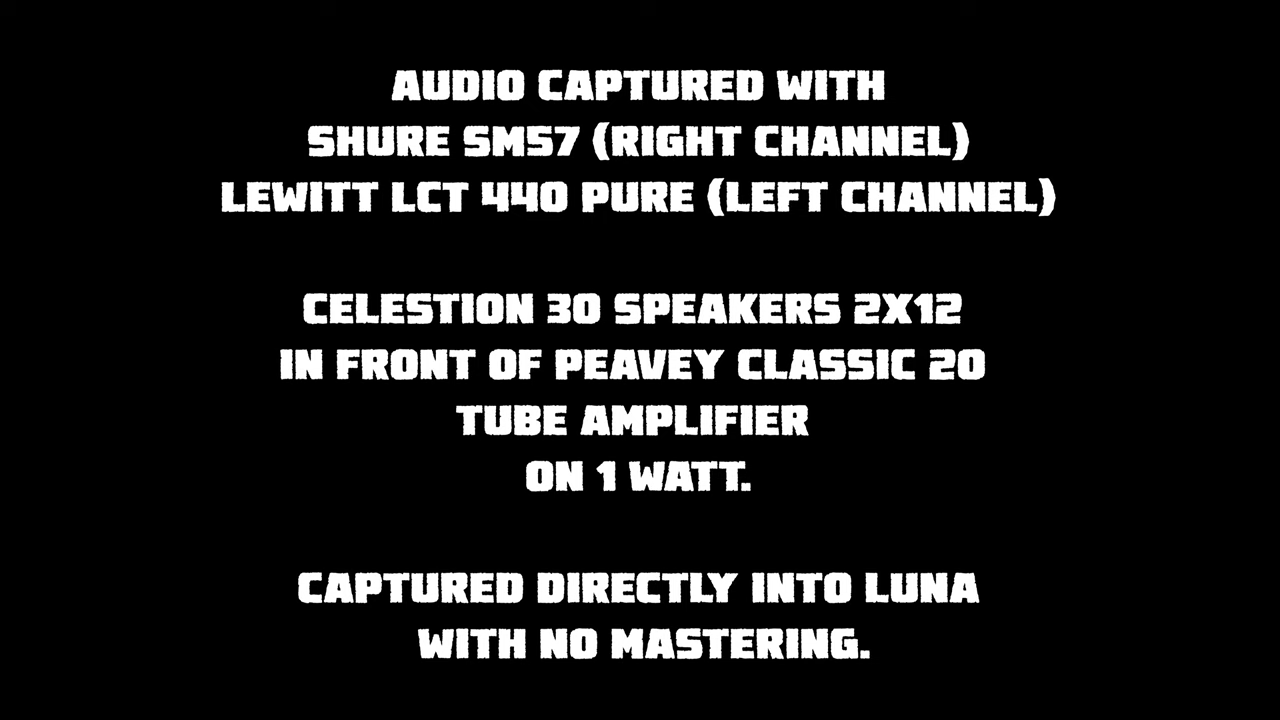 AUDIO CAPTURED WITH
SHURE SM57 (RIGHT CHANNEL)
LEWITT LCT 440 PURE (LEFT CHANNEL)
CELESTION 30 SPEAKERS 2X12
IN FRONT OF PEAVEY CLASSIC 20
TUBE AMPLIFIER
ON 1 WATT.
CAPTURED DIRECTLY INTO LUNA
WITH NO MASTERING.